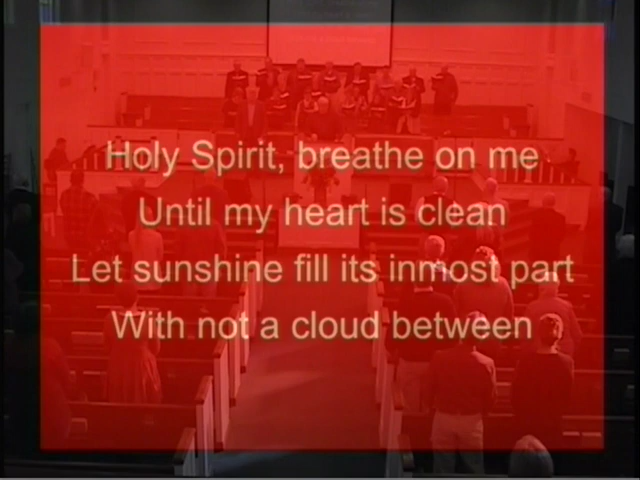 Holy Spirit, breathe on me
Until my heart is clean
Let sunshine fill its inmost part
With not a cloud between